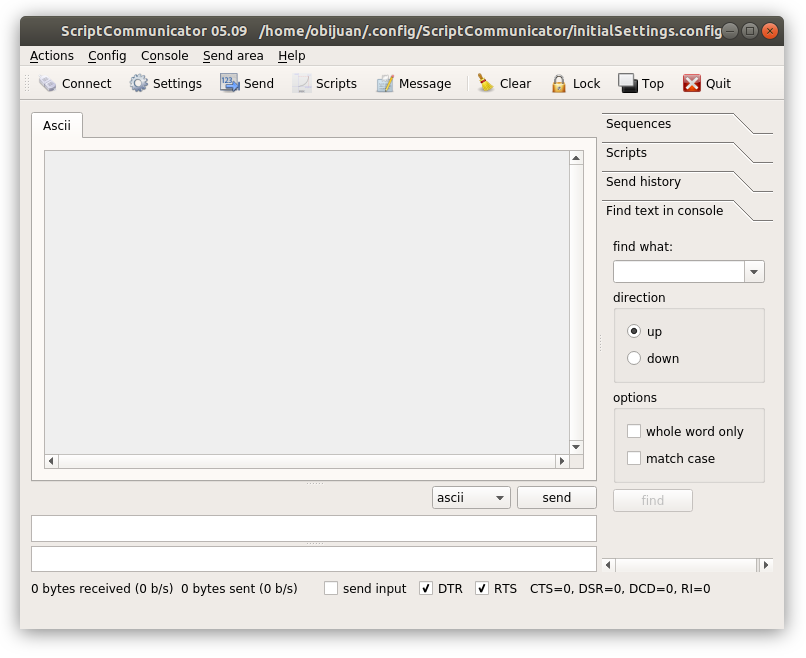 ScriptCommunicator 05.09 /home/obijuan/.config/ScriptCommunicator/initialSettings.config
Actions Config Console Send area Help
Connect Settings Send Scripts Message Clear Lock Top Quit
Ascii
Sequences
Scripts
Send history
Find text in console
find what:
direction
up
down
options
whole word only
match case
find
ascii send
0 bytes received (0 b/s) 0 bytes sent (0 b/s) send input DTR RTS CTS=0, DSR=0, DCD=0, RI=0